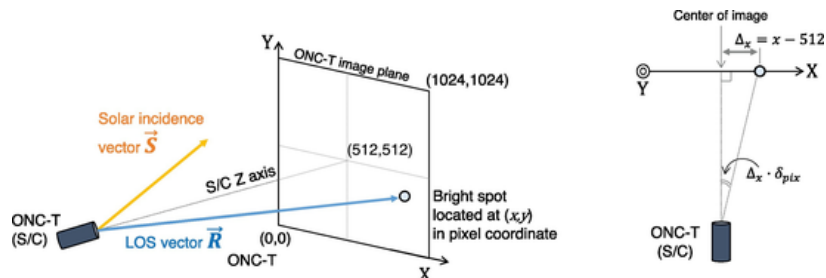 Y
ONC-T image plane
(1024,1024)
Solar incidence
vector S⃗
(512,512)
S/C Z axis
ONC-T
(S/C)
LOS vector R⃗
Bright spot
located at (x,y)
in pixel coordinate
(0,0)
ONC-T
X
Center of image
Δx = x − 512
X
Y
Δx · δpix
ONC-T
(S/C)